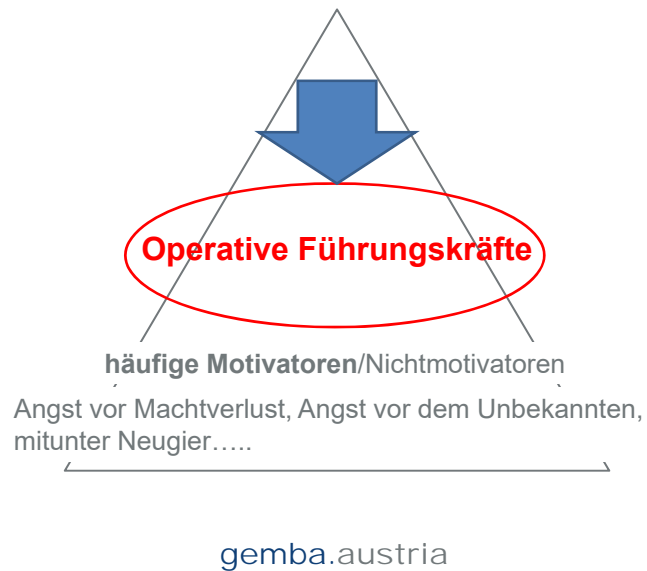 Operative Führungskräfte
häufige Motivatoren/Nichtmotivatoren
Angst vor Machtverlust, Angst vor dem Unbekannten,
mitunter Neugier…..
gemba.austria